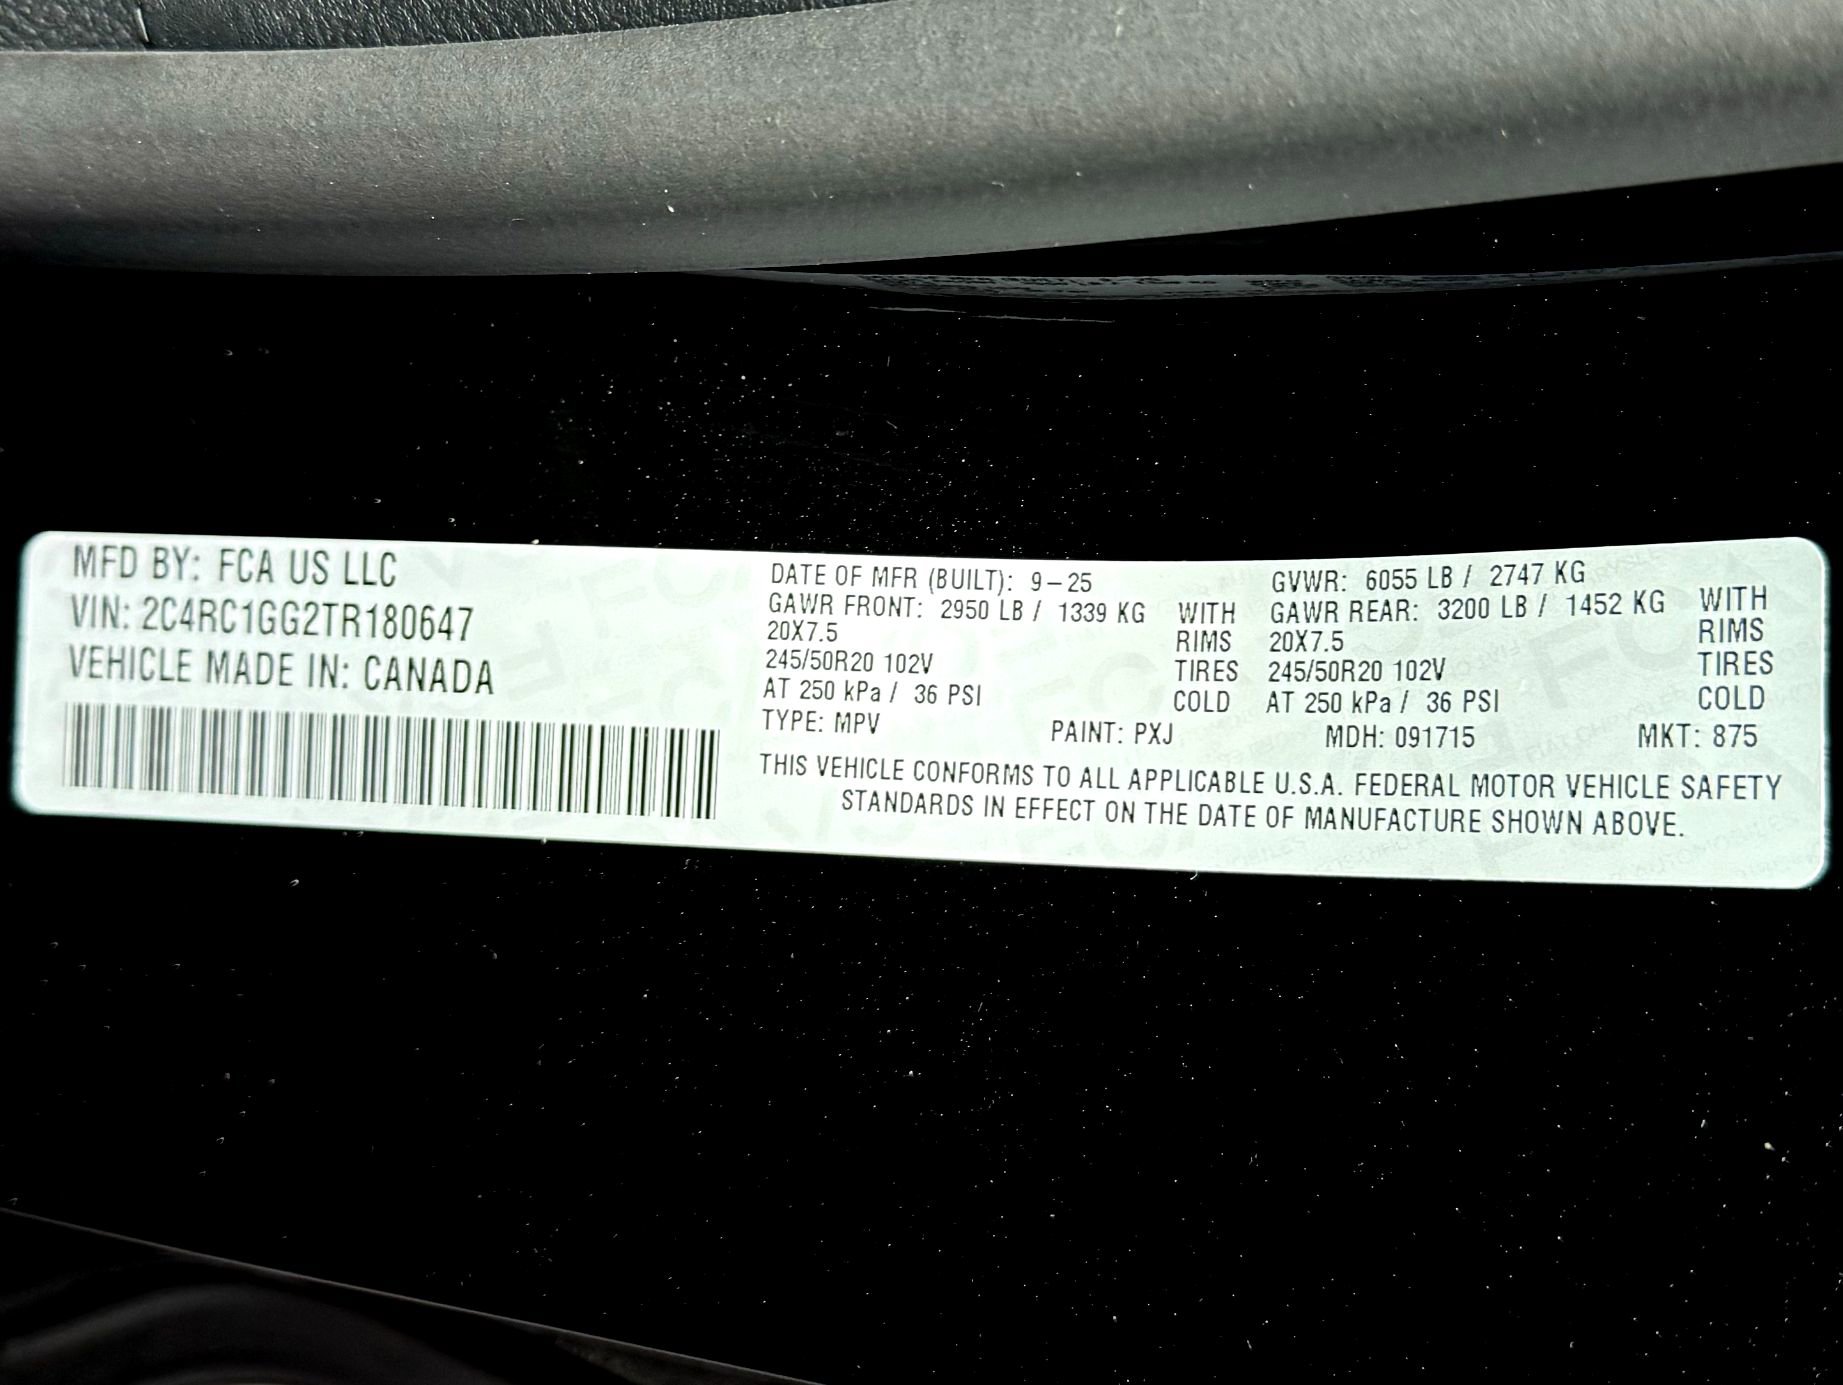 MFD BY: FCA US LLC
VIN: 2C4RC1GG2TR180647
VEHICLE MADE IN: CANADA
DATE OF MFR (BUILT): 9-25
GAWR FRONT: 2950 LB / 1339 KG WITH
20X7.5 RIMS
245/50R20 102V TIRES
AT 250 kPa / 36 PSI COLD
GVWR: 6055 LB / 2747 KG
GAWR REAR: 3200 LB / 1452 KG WITH
20X7.5 RIMS
245/50R20 102V TIRES
AT 250 kPa / 36 PSI COLD
TYPE: MPV PAINT: PXJ MDH: 091715 MKT: 875
THIS VEHICLE CONFORMS TO ALL APPLICABLE U.S.A. FEDERAL MOTOR VEHICLE SAFETY
STANDARDS IN EFFECT ON THE DATE OF MANUFACTURE SHOWN ABOVE.